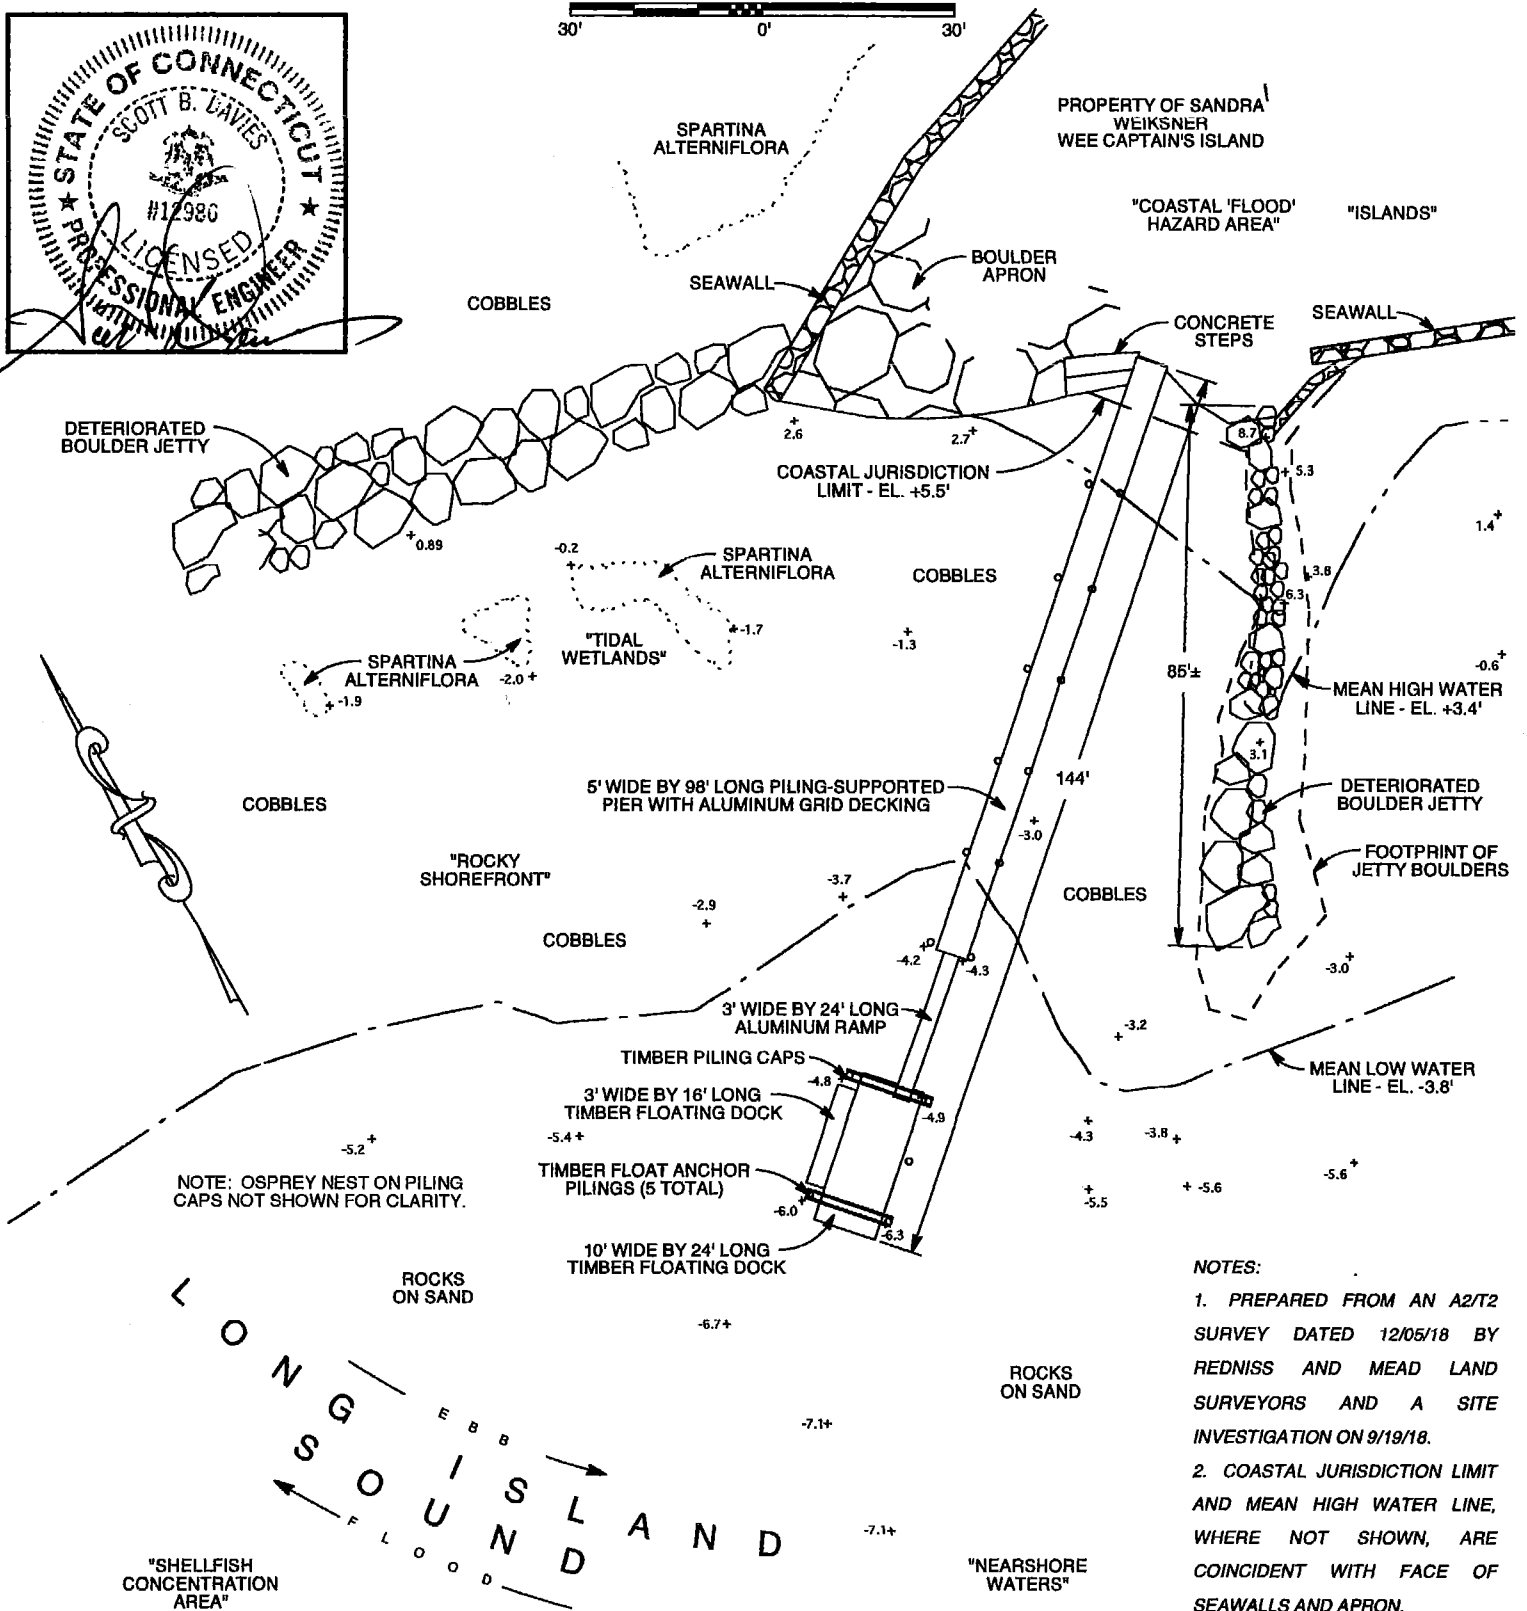 30' 0' 30'
STATE OF CONNECTICUT
SCOTT B. DAVIES
#12986
LICENSED
PROFESSIONAL ENGINEER
SPARTINA
ALTERNIFLORA
PROPERTY OF SANDRA
WEIKSNER
WEE CAPTAIN'S ISLAND
"COASTAL 'FLOOD'
HAZARD AREA"
"ISLANDS"
BOULDER
APRON
SEAWALL
COBBLES
CONCRETE
STEPS
SEAWALL
DETERIORATED
BOULDER JETTY
2.6
2.7
8.7
5.3
COASTAL JURISDICTION
LIMIT - EL. +5.5'
1.4
0.89
-0.2
SPARTINA
ALTERNIFLORA
COBBLES
3.8
6.3
-1.7
-1.3
"TIDAL
WETLANDS"
SPARTINA
ALTERNIFLORA
-2.0
-1.9
85'±
-0.6
MEAN HIGH WATER
LINE - EL. +3.4'
3.1
144'
5' WIDE BY 98' LONG PILING-SUPPORTED
PIER WITH ALUMINUM GRID DECKING
DETERIORATED
BOULDER JETTY
COBBLES
-3.0
FOOTPRINT OF
JETTY BOULDERS
"ROCKY
SHOREFRONT"
-3.7
COBBLES
-2.9
COBBLES
-4.2
-4.3
-3.0
3' WIDE BY 24' LONG
ALUMINUM RAMP
-3.2
TIMBER PILING CAPS
-4.8
MEAN LOW WATER
LINE - EL. -3.8'
3' WIDE BY 16' LONG
TIMBER FLOATING DOCK
-4.9
-5.2
-5.4
-4.3
-3.8
TIMBER FLOAT ANCHOR
PILINGS (5 TOTAL)
-5.6
-5.6
-5.5
NOTE: OSPREY NEST ON PILING
CAPS NOT SHOWN FOR CLARITY.
-6.0
-6.3
10' WIDE BY 24' LONG
TIMBER FLOATING DOCK
ROCKS
ON SAND
-6.7
ROCKS
ON SAND
LONG ISLAND
SOUND
EBB
FLOOD
-7.1
-7.1
"SHELLFISH
CONCENTRATION
AREA"
"NEARSHORE
WATERS"
NOTES:
1. PREPARED FROM AN A2/T2
SURVEY DATED 12/05/18 BY
REDNISS AND MEAD LAND
SURVEYORS AND A SITE
INVESTIGATION ON 9/19/18.
2. COASTAL JURISDICTION LIMIT
AND MEAN HIGH WATER LINE,
WHERE NOT SHOWN, ARE
COINCIDENT WITH FACE OF
SEAWALLS AND APRON.